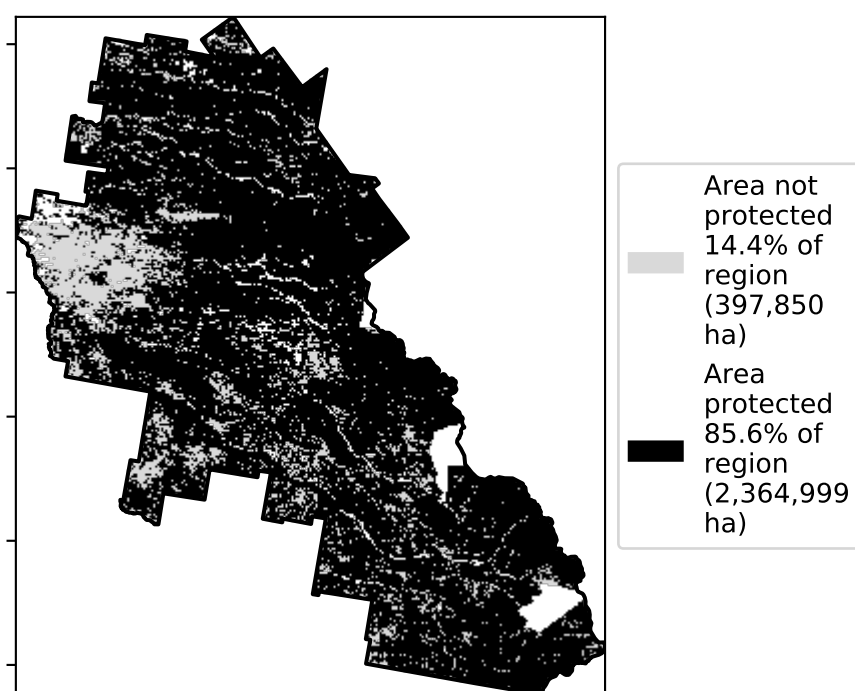 Area not
protected
14.4% of
region
(397,850
ha)
Area
protected
85.6% of
region
(2,364,999
ha)